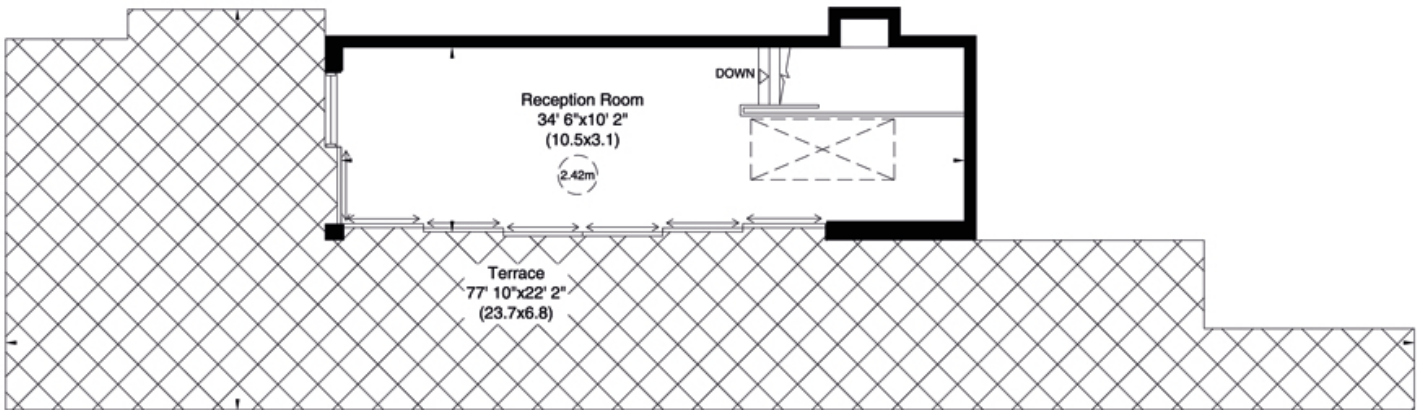 DOWN
Reception Room
34' 6"x10' 2"
(10.5x3.1)
2.42m
Terrace
77' 10"x22' 2"
(23.7x6.8)